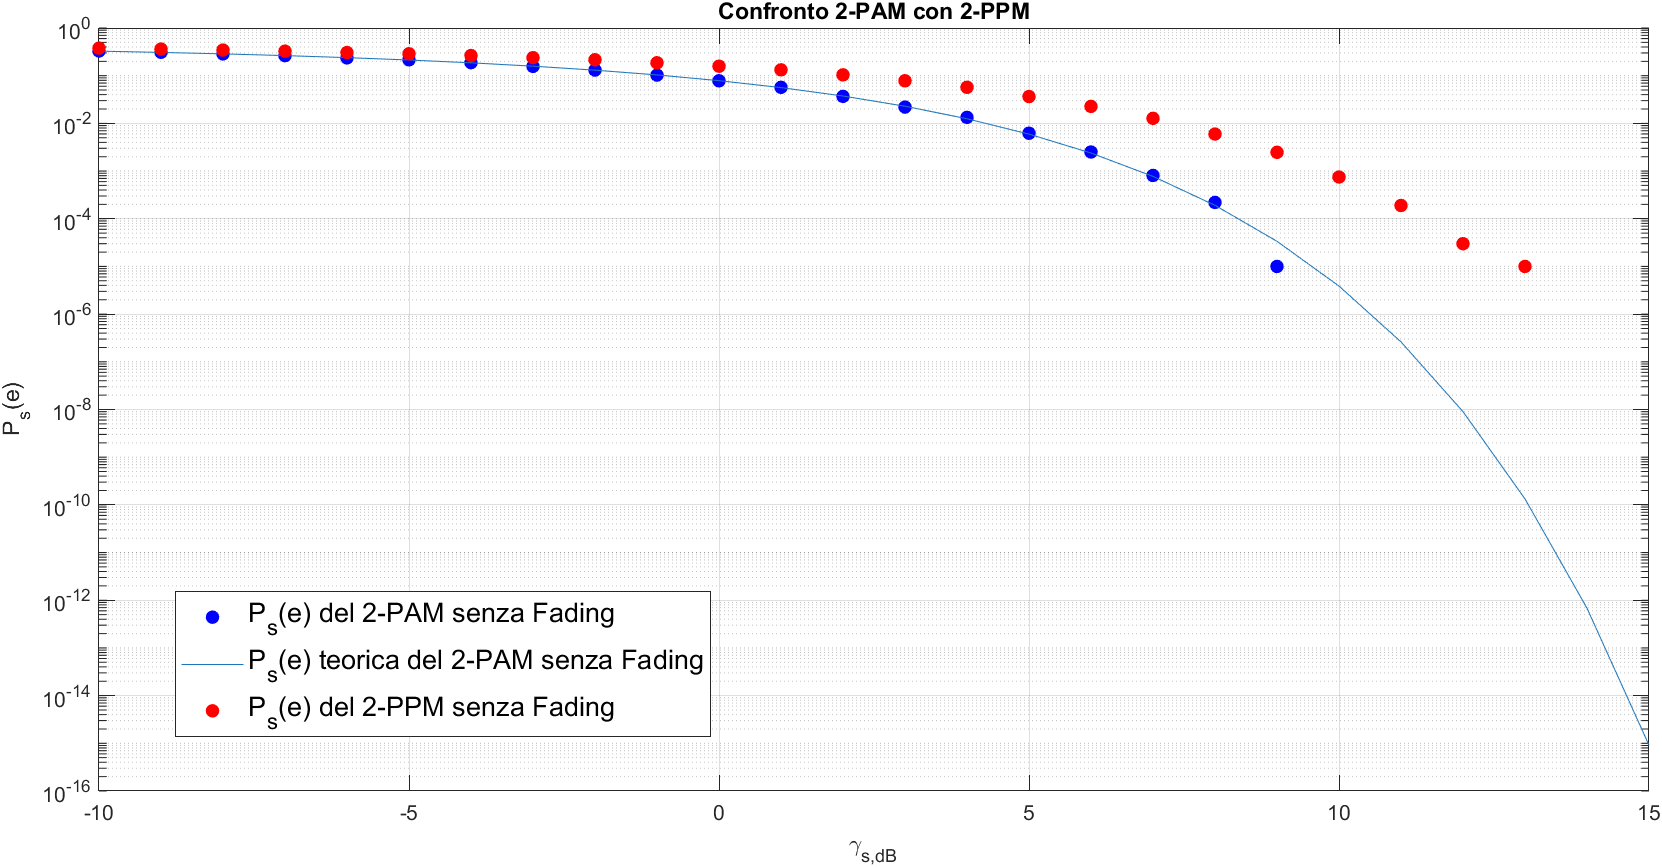 Confronto 2-PAM con 2-PPM
10^0
10^-2
10^-4
10^-6
10^-8
10^-10
10^-12
10^-14
10^-16
P_s(e)
P_s(e) del 2-PAM senza Fading
P_s(e) teorica del 2-PAM senza Fading
P_s(e) del 2-PPM senza Fading
-10 -5 0 5 10 15
γ_s,dB